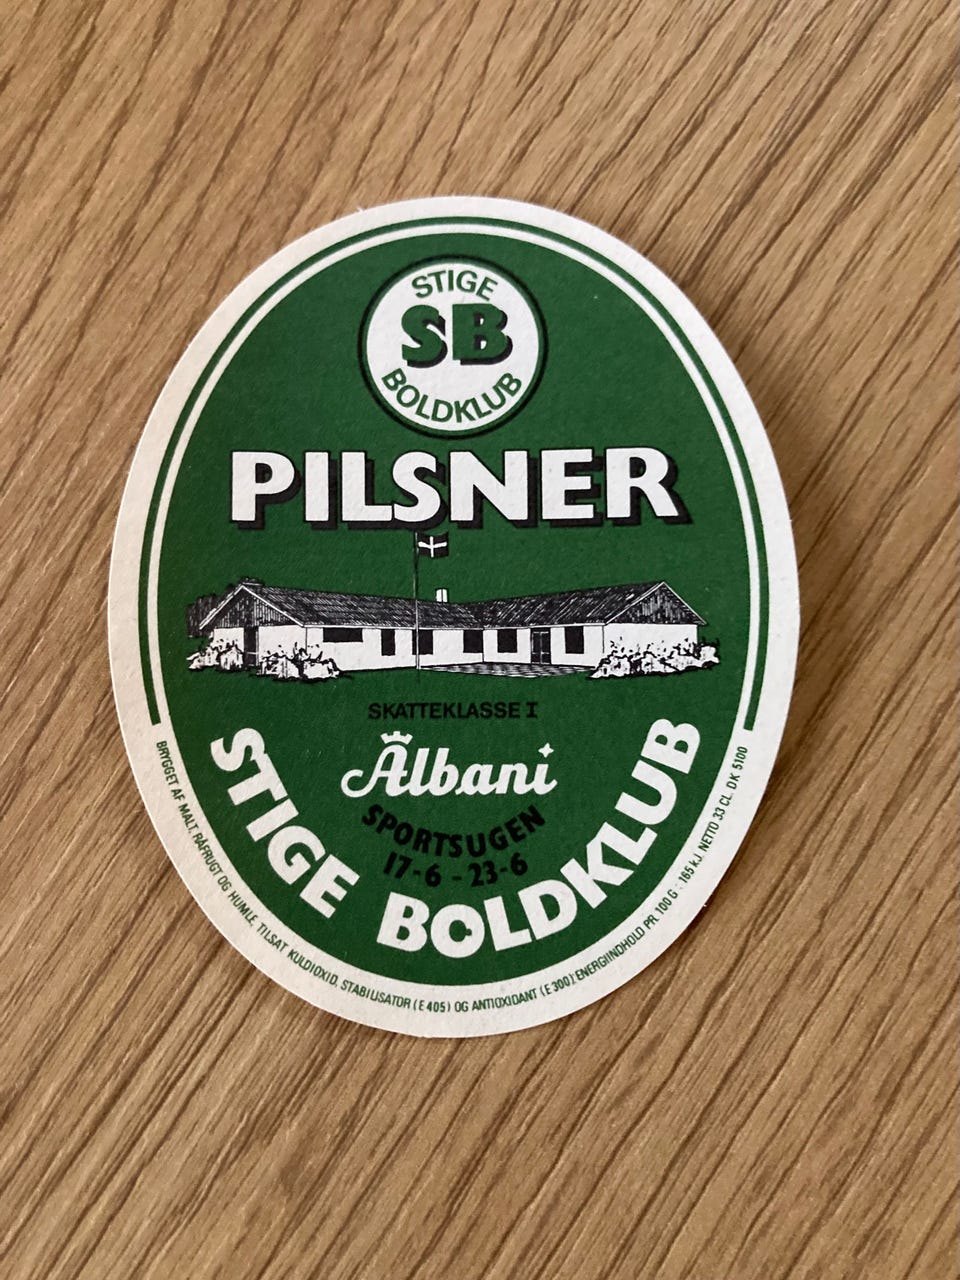 STIGE
SB
BOLDKLUB
PILSNER
SKATTEKLASSE I
Albani
SPORTSUGEN
17-6 - 23-6
STIGE BOLDKLUB
BRYGGET AF MALT, RÅFRUGT OG HUMLE, TILSAT KULDIOXID, STABILISATOR (E 405) OG ANTIOXIDANT (E 300). ENERGIINDHOLD PR. 100 G: 165 kJ. NETTO 33 CL. DK 5100